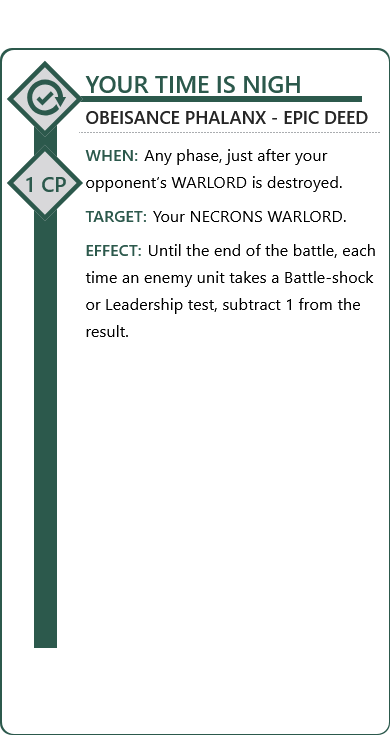 YOUR TIME IS NIGH
OBEISANCE PHALANX - EPIC DEED
1 CP
WHEN: Any phase, just after your
opponent's WARLORD is destroyed.
TARGET: Your NECRONS WARLORD.
EFFECT: Until the end of the battle, each
time an enemy unit takes a Battle-shock
or Leadership test, subtract 1 from the
result.